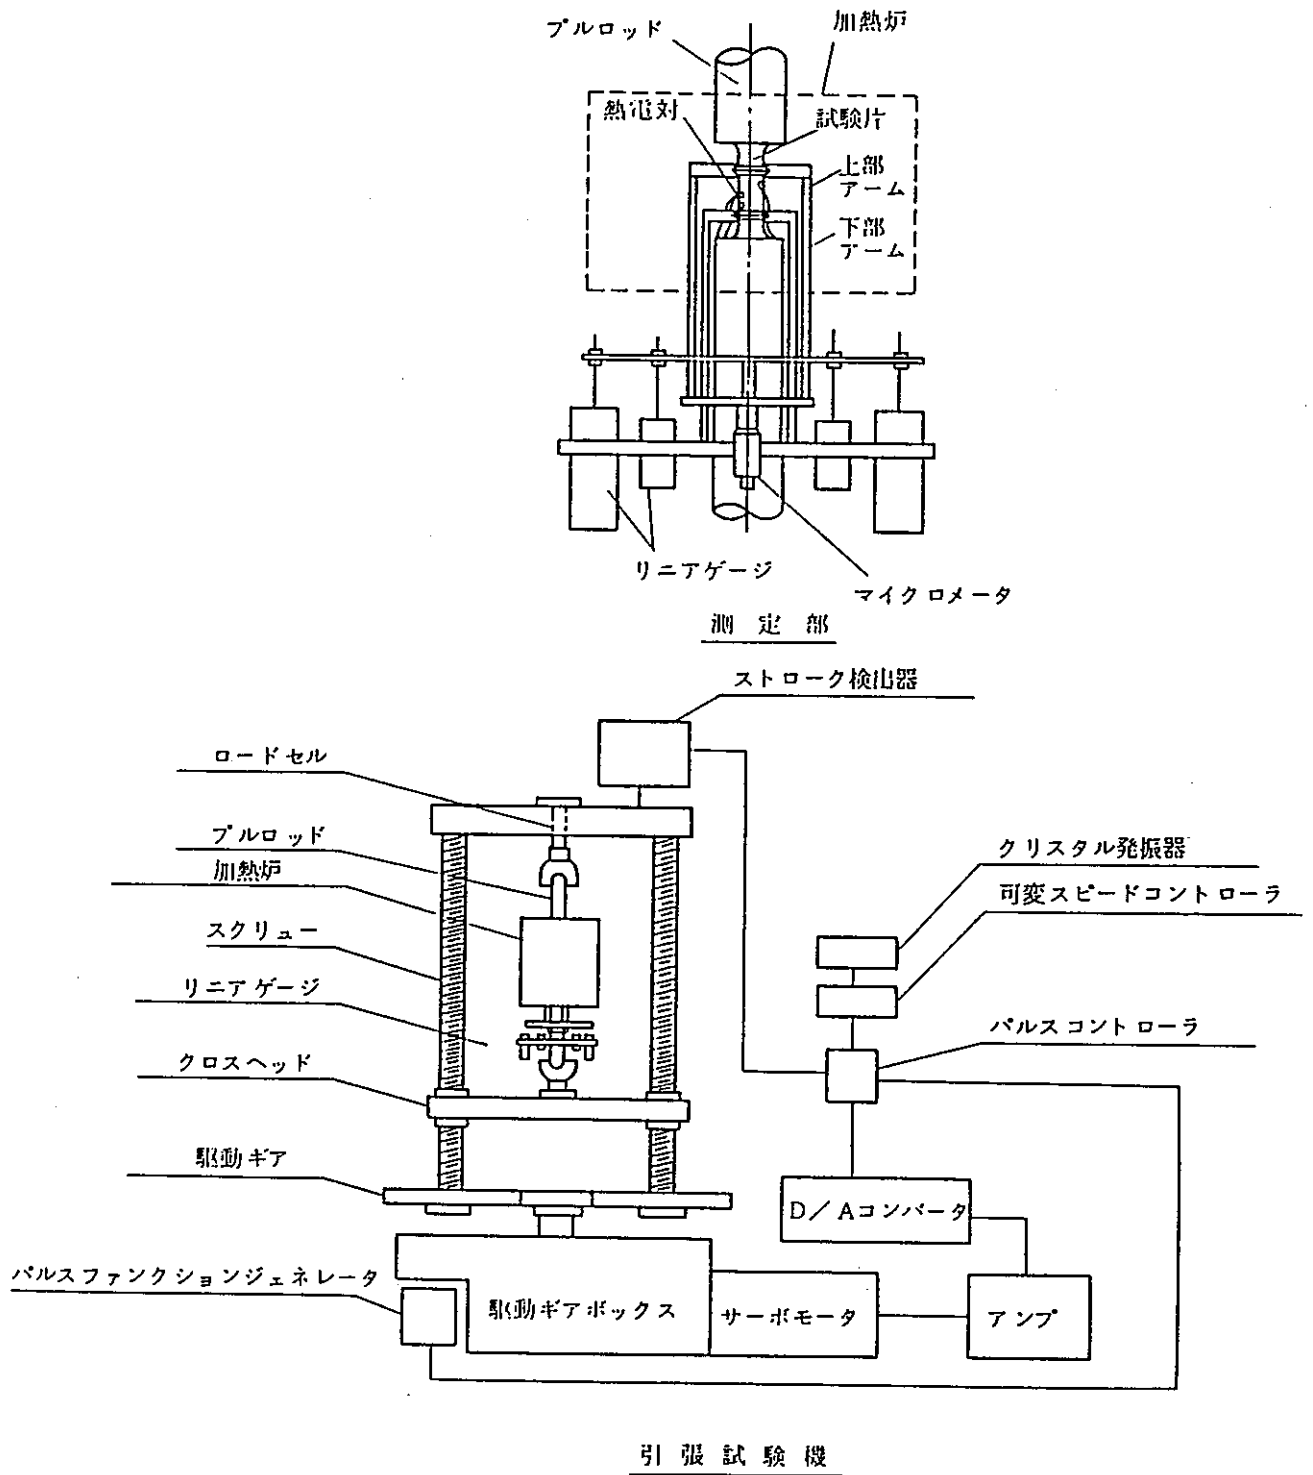 プルロッド
加熱炉
熱電対
試験片
上部
アーム
下部
アーム
リニアゲージ
マイクロメータ
測定部
ストローク検出器
ロードセル
プルロッド
加熱炉
スクリュー
リニアゲージ
クロスヘッド
駆動ギア
パルスファンクションジェネレータ
クリスタル発振器
可変スピードコントローラ
パルスコントローラ
D/Aコンバータ
駆動ギアボックス
サーボモータ
アンプ
引張試験機